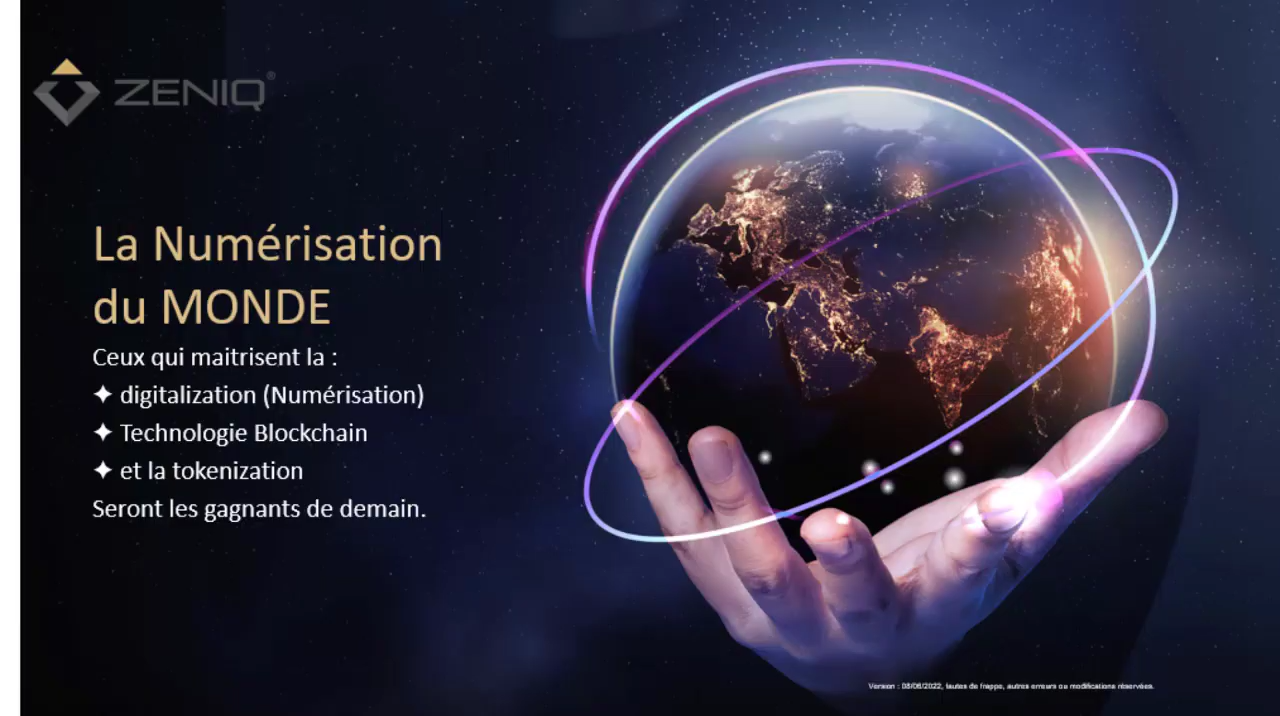 ZENIQ®
La Numérisation
du MONDE
Ceux qui maitrisent la :
✦ digitalization (Numérisation)
✦ Technologie Blockchain
✦ et la tokenization
Seront les gagnants de demain.
Version : 08/06/2022, fautes de frappe, autres erreurs ou modifications réservées.